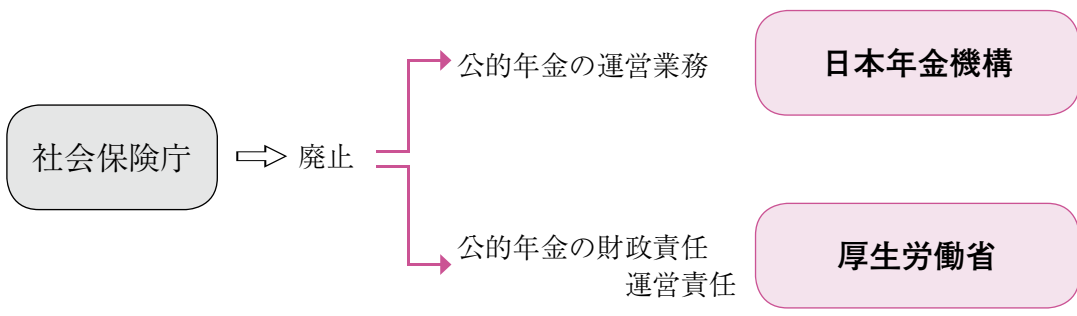 社会保険庁
廃止
公的年金の運営業務
日本年金機構
公的年金の財政責任
運営責任
厚生労働省